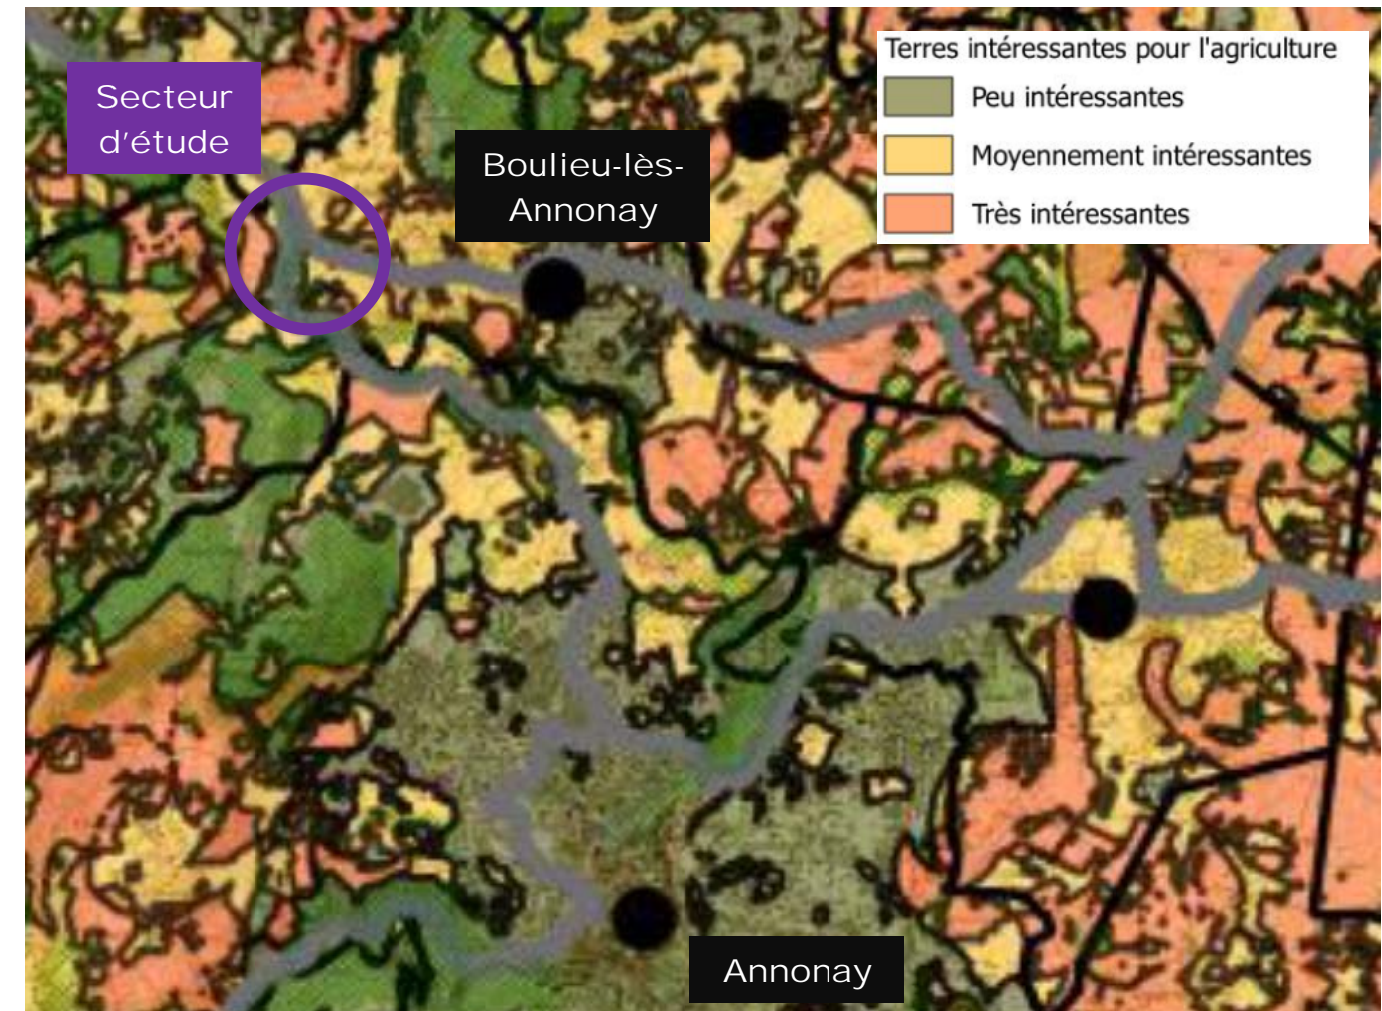 Secteur
d'étude
Boulieu-lès-
Annonay
Terres intéressantes pour l'agriculture
Peu intéressantes
Moyennement intéressantes
Très intéressantes
Annonay